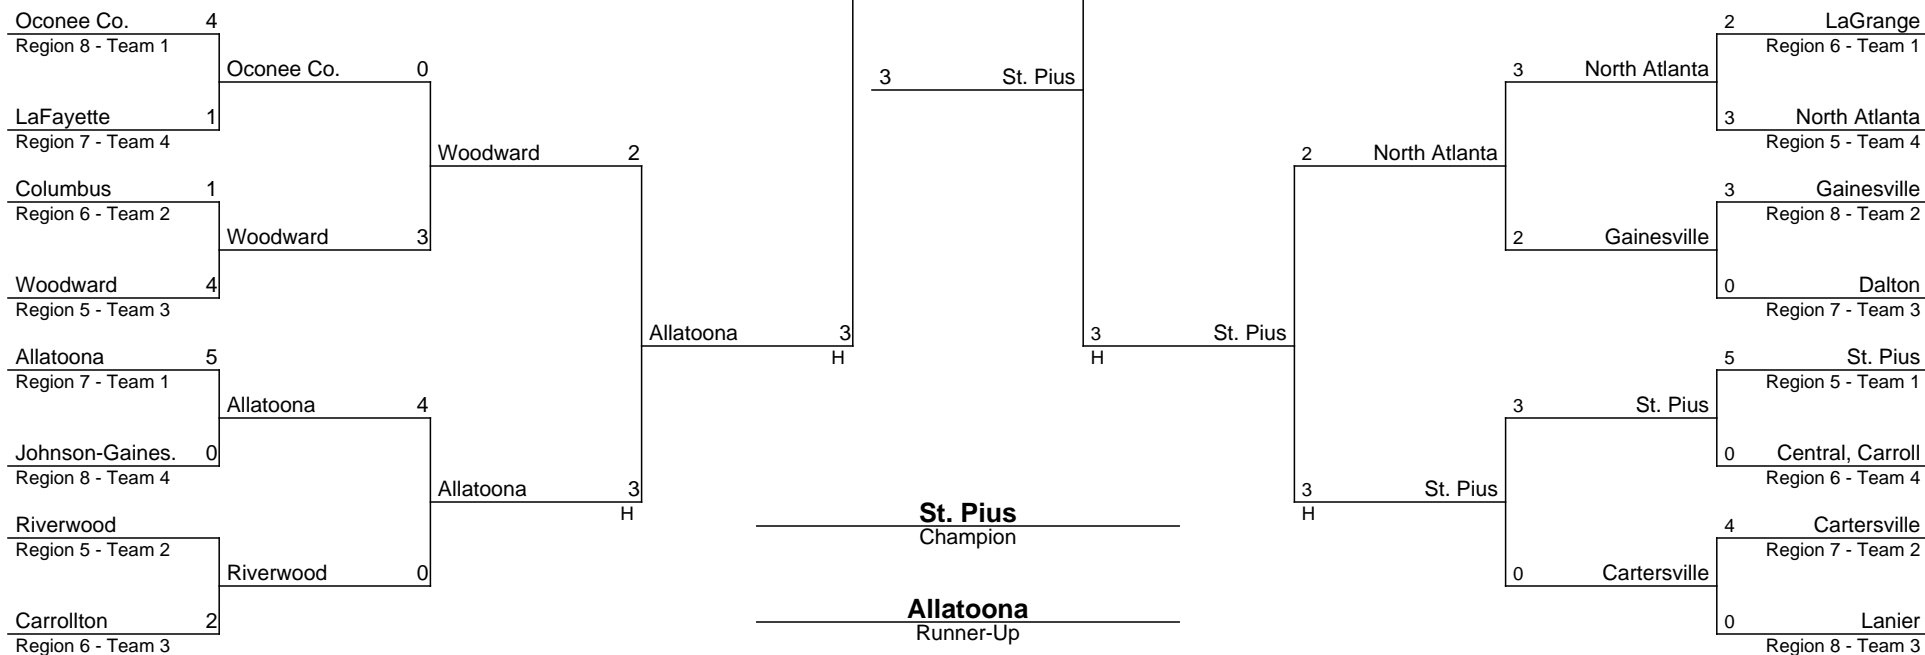 Oconee Co. 4
Region 8 - Team 1
LaFayette 1
Region 7 - Team 4
Columbus 1
Region 6 - Team 2
Woodward 4
Region 5 - Team 3
Allatoona 5
Region 7 - Team 1
Johnson-Gaines. 0
Region 8 - Team 4
Riverwood
Region 5 - Team 2
Carrollton 2
Region 6 - Team 3
Oconee Co. 0
Woodward 3
Allatoona 4
Riverwood 0
Woodward 2
Allatoona 3
H
Allatoona 3
H
3 St. Pius
St. Pius
Champion
Allatoona
Runner-Up
3 St. Pius
H
2 North Atlanta
3 St. Pius
H
3 North Atlanta
2 Gainesville
3 St. Pius
0 Cartersville
2 LaGrange
Region 6 - Team 1
3 North Atlanta
Region 5 - Team 4
3 Gainesville
Region 8 - Team 2
0 Dalton
Region 7 - Team 3
5 St. Pius
Region 5 - Team 1
0 Central, Carroll
Region 6 - Team 4
4 Cartersville
Region 7 - Team 2
0 Lanier
Region 8 - Team 3